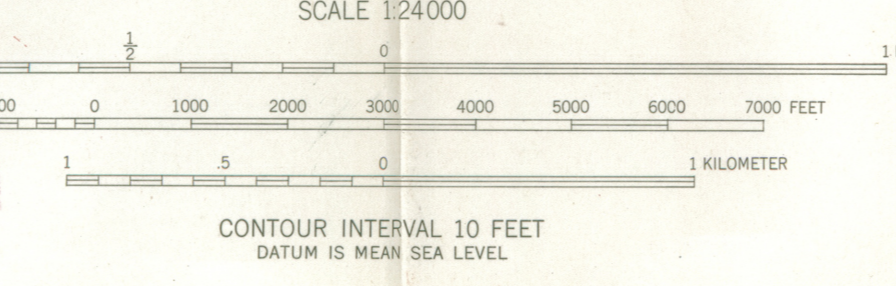 SCALE 1:24000
1/2 0 1
00 0 1000 2000 3000 4000 5000 6000 7000 FEET
1 .5 0 1 KILOMETER
CONTOUR INTERVAL 10 FEET
DATUM IS MEAN SEA LEVEL